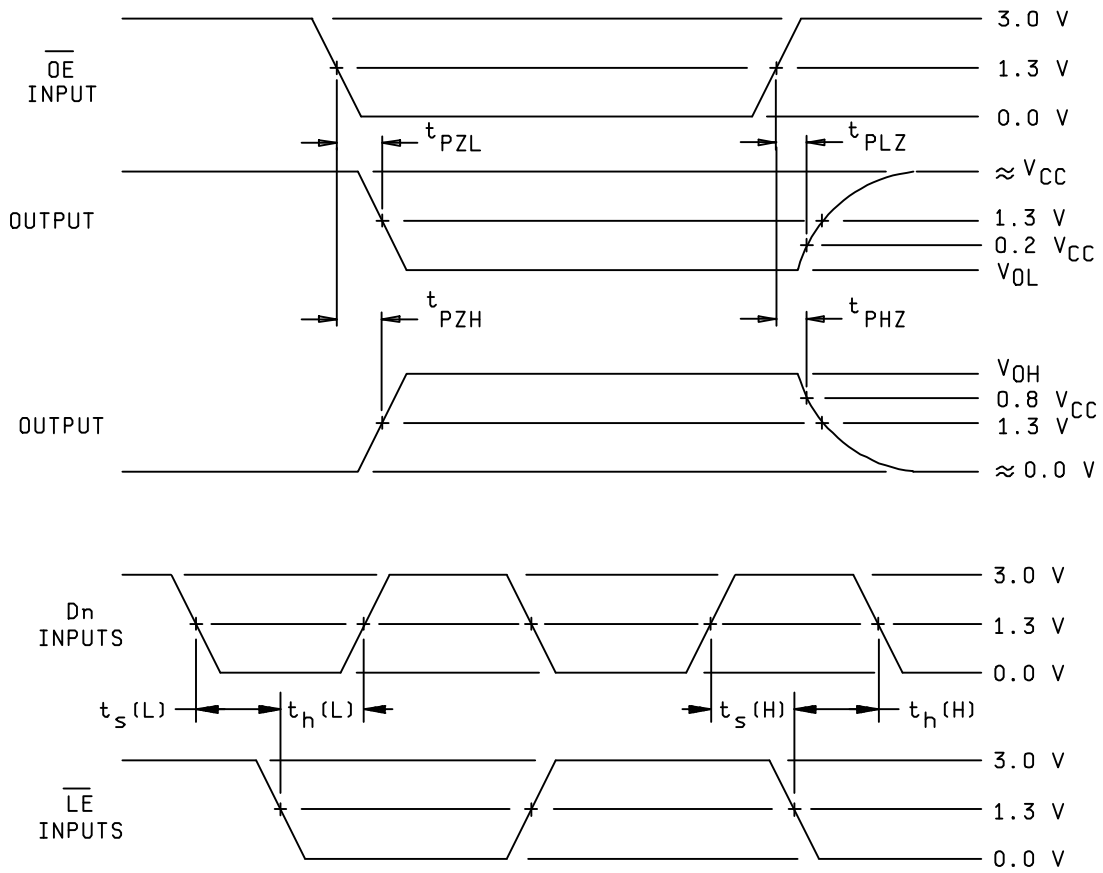 3.0 V
OE
INPUT
1.3 V
0.0 V
tPZL
tPLZ
≈ VCC
OUTPUT
1.3 V
0.2 VCC
VOL
tPZH
tPHZ
VOH
0.8 VCC
OUTPUT
1.3 V
≈ 0.0 V
3.0 V
Dn
INPUTS
1.3 V
0.0 V
ts(L)
th(L)
ts(H)
th(H)
3.0 V
LE
INPUTS
1.3 V
0.0 V